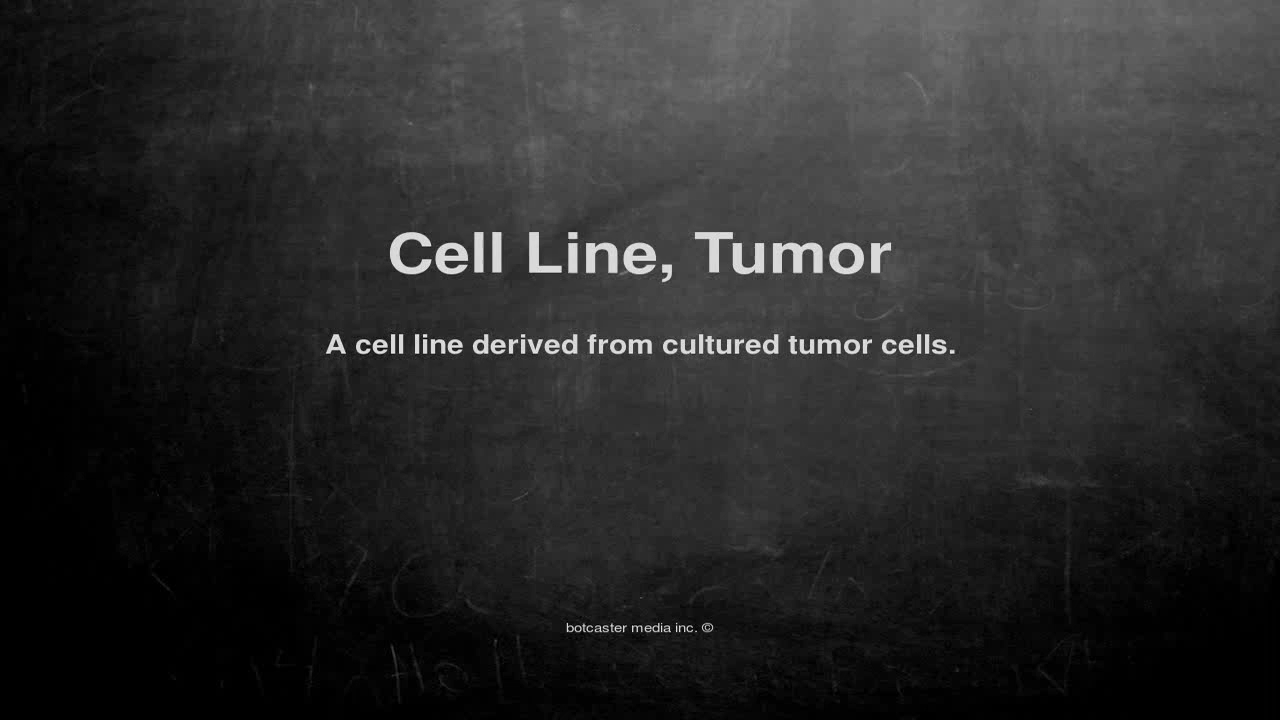 Cell Line, Tumor
A cell line derived from cultured tumor cells.
botcaster media inc. ©